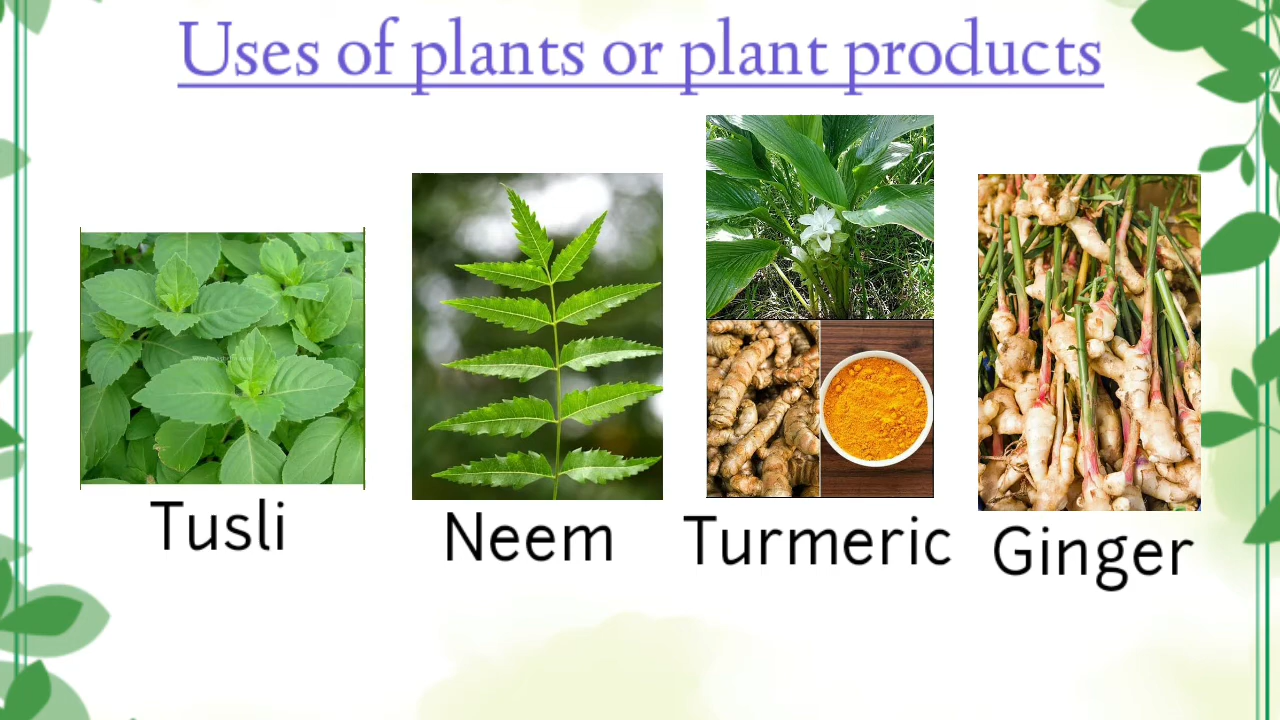 Uses of plants or plant products
Tusli
Neem
Turmeric
Ginger